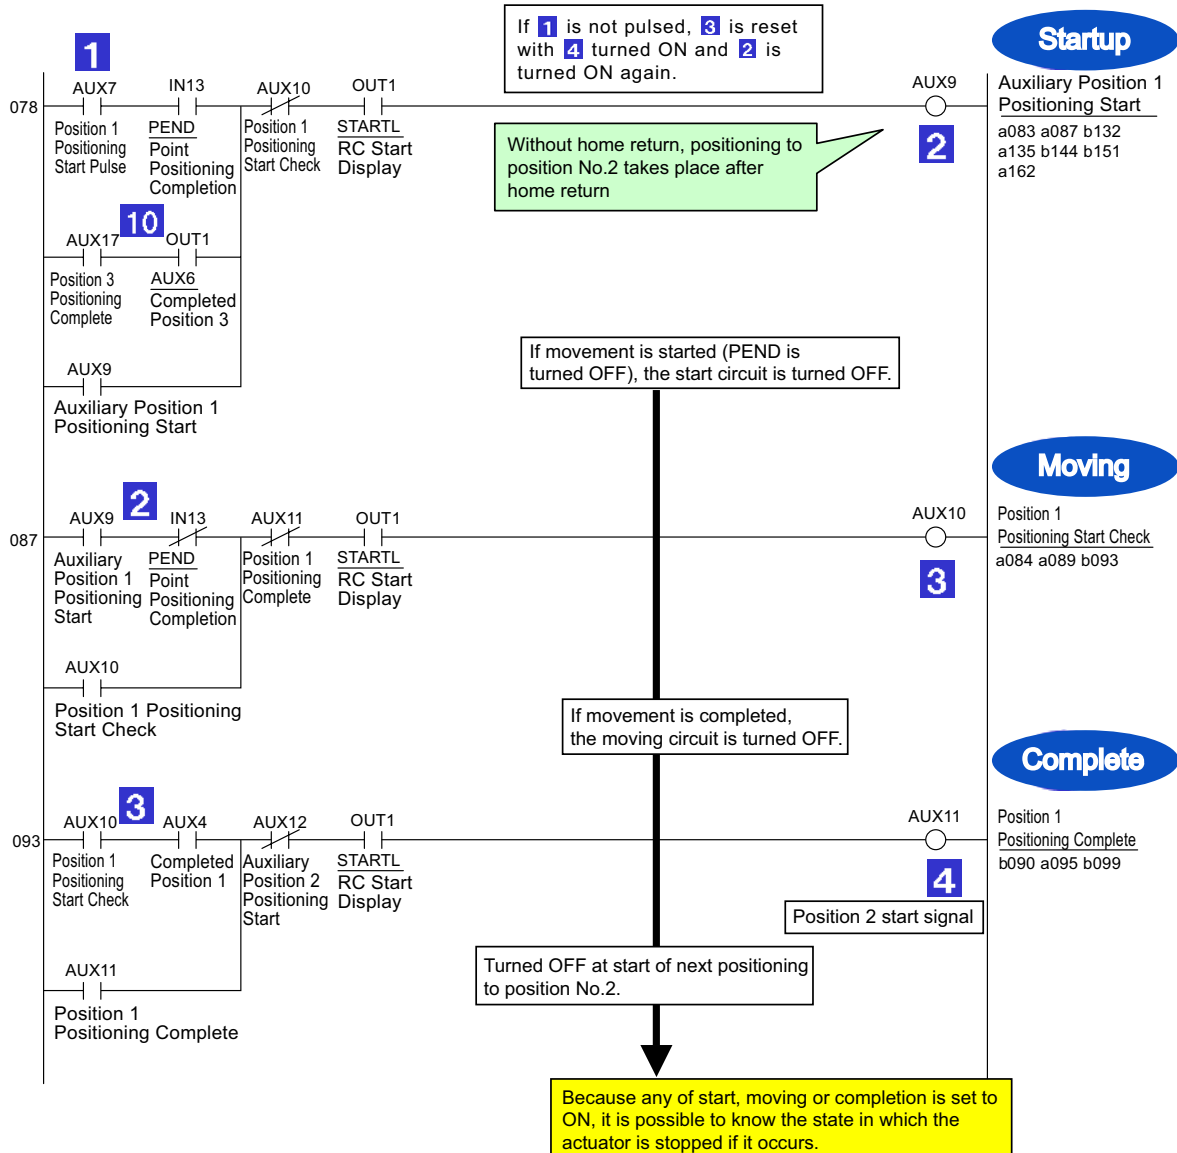 If 1 is not pulsed, 3 is reset
with 4 turned ON and 2 is
turned ON again.
Startup
1
AUX7
IN13
AUX10
OUT1
AUX9
Auxiliary Position 1
Positioning Start
078
Position 1
Positioning
Start Pulse
PEND
Point
Positioning
Completion
Position 1
Positioning
Start Check
STARTL
RC Start
Display
Without home return, positioning to
position No.2 takes place after
home return
2
a083 a087 b132
a135 b144 b151
a162
10
AUX17
OUT1
Position 3
Positioning
Complete
AUX6
Completed
Position 3
If movement is started (PEND is
turned OFF), the start circuit is turned OFF.
AUX9
Auxiliary Position 1
Positioning Start
Moving
2
AUX9
IN13
AUX11
OUT1
AUX10
Position 1
Positioning Start Check
a084 a089 b093
087
Auxiliary
Position 1
Positioning
Start
PEND
Point
Positioning
Completion
Position 1
Positioning
Complete
STARTL
RC Start
Display
3
AUX10
Position 1 Positioning
Start Check
If movement is completed,
the moving circuit is turned OFF.
Complete
3
AUX10
AUX4
AUX12
OUT1
AUX11
Position 1
Positioning Complete
b090 a095 b099
093
Position 1
Positioning
Start Check
Completed
Position 1
Auxiliary
Position 2
Positioning
Start
STARTL
RC Start
Display
4
Position 2 start signal
Turned OFF at start of next positioning
to position No.2.
AUX11
Position 1
Positioning Complete
Because any of start, moving or completion is set to
ON, it is possible to know the state in which the
actuator is stopped if it occurs.